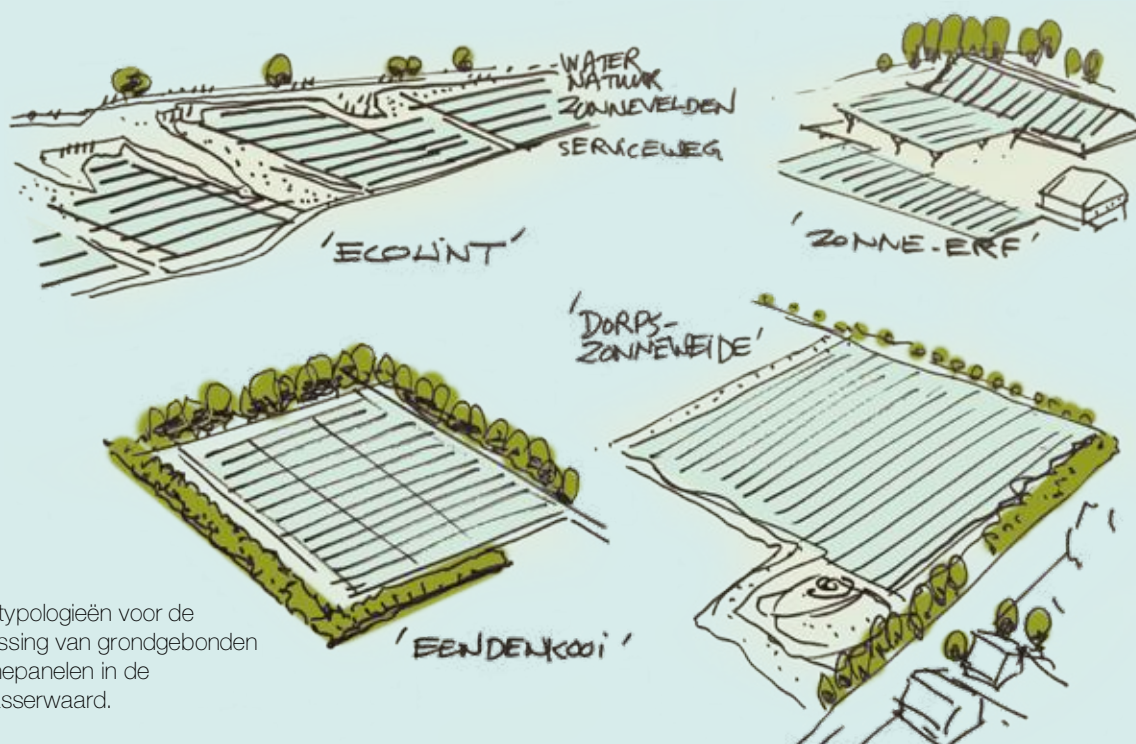 WATER
NATUUR
ZONNEVELDEN
SERVICEWEG
'ECOLINT'
'ZONNE-ERF'
'DORPS-
ZONNEWEIDE'
'EENDENKOOI'
typologieën voor de
ssing van grondgebonden
nepanelen in de
sserwaard.